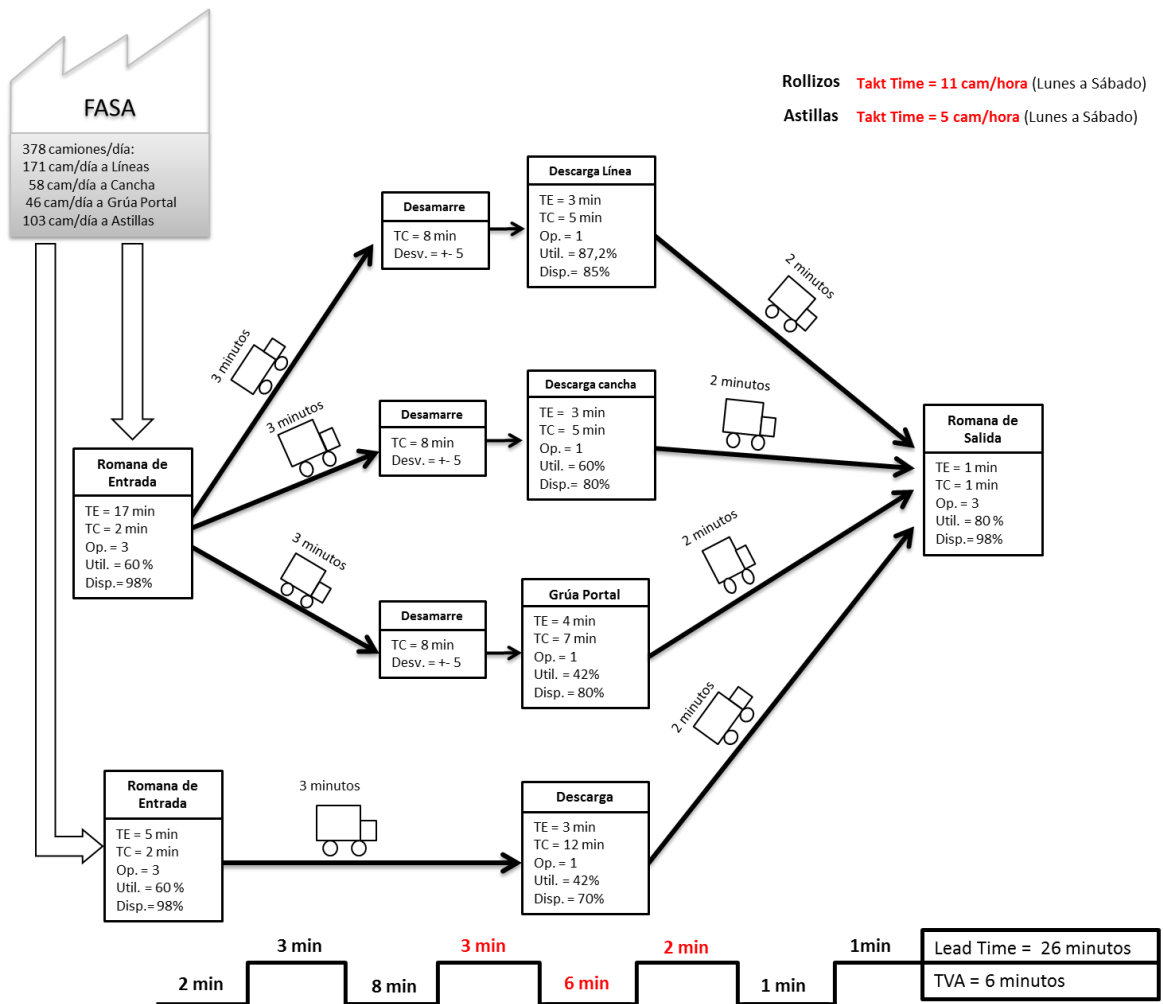 FASA
378 camiones/día:
171 cam/día a Líneas
58 cam/día a Cancha
46 cam/día a Grúa Portal
103 cam/día a Astillas
Rollizos Takt Time = 11 cam/hora (Lunes a Sábado)
Astillas Takt Time = 5 cam/hora (Lunes a Sábado)
Romana de
Entrada
TE = 17 min
TC = 2 min
Op. = 3
Util. = 60 %
Disp.= 98%
3 minutos
Desamarre
TC = 8 min
Desv. = +- 5
Descarga Línea
TE = 3 min
TC = 5 min
Op. = 1
Util. = 87,2%
Disp.= 85%
2 minutos
3 minutos
Desamarre
TC = 8 min
Desv. = +- 5
Descarga cancha
TE = 3 min
TC = 5 min
Op. = 1
Util. = 60%
Disp.= 80%
2 minutos
3 minutos
Desamarre
TC = 8 min
Desv. = +- 5
Grúa Portal
TE = 4 min
TC = 7 min
Op. = 1
Util. = 42%
Disp. = 80%
2 minutos
Romana de
Salida
TE = 1 min
TC = 1 min
Op. = 3
Util. = 80 %
Disp.= 98%
Romana de
Entrada
TE = 5 min
TC = 2 min
Op. = 3
Util. = 60 %
Disp.= 98%
3 minutos
Descarga
TE = 3 min
TC = 12 min
Op. = 1
Util. = 42%
Disp. = 70%
2 minutos
2 min
3 min
8 min
3 min
6 min
2 min
1 min
1min
Lead Time = 26 minutos
TVA = 6 minutos